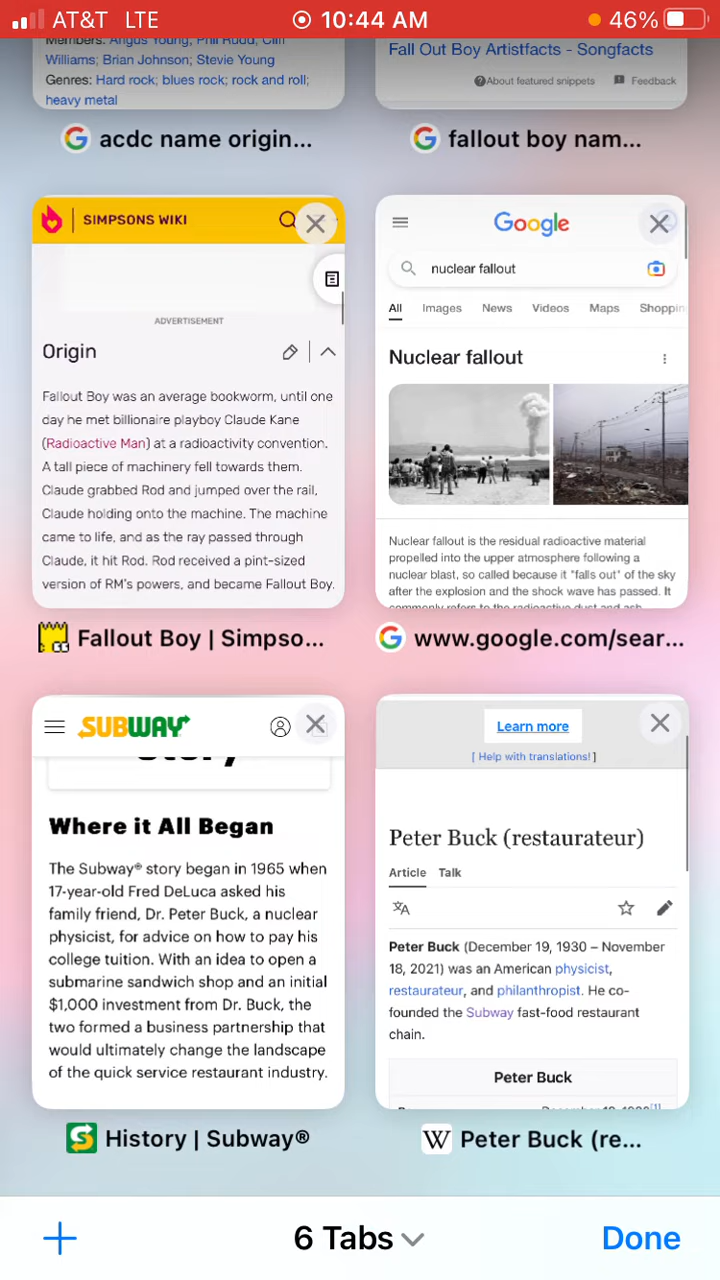 AT&T LTE 10:44 AM 46%
Members: Angus Young; Phil Rudd; Cliff
Williams; Brian Johnson; Stevie Young
Genres: Hard rock; blues rock; rock and roll;
heavy metal
acdc name origin...
Fall Out Boy Artistfacts - Songfacts
About featured snippets Feedback
fallout boy nam...
SIMPSONS WIKI
ADVERTISEMENT
Origin
Fallout Boy was an average bookworm, until one
day he met billionaire playboy Claude Kane
(Radioactive Man) at a radioactivity convention.
A tall piece of machinery fell towards them.
Claude grabbed Rod and jumped over the rail,
Claude holding onto the machine. The machine
came to life, and as the ray passed through
Claude, it hit Rod. Rod received a pint-sized
version of RM's powers, and became Fallout Boy.
Fallout Boy | Simpso...
Google
nuclear fallout
All Images News Videos Maps Shoppin
Nuclear fallout
Nuclear fallout is the residual radioactive material
propelled into the upper atmosphere following a
nuclear blast, so called because it "falls out" of the sky
after the explosion and the shock wave has passed. It
commonly refers to the radioactive dust and ash
www.google.com/sear...
SUBWAY
Story
Where it All Began
The Subway® story began in 1965 when
17-year-old Fred DeLuca asked his
family friend, Dr. Peter Buck, a nuclear
physicist, for advice on how to pay his
college tuition. With an idea to open a
submarine sandwich shop and an initial
$1,000 investment from Dr. Buck, the
two formed a business partnership that
would ultimately change the landscape
of the quick service restaurant industry.
History | Subway®
Learn more
[ Help with translations! ]
Peter Buck (restaurateur)
Article Talk
Peter Buck (December 19, 1930 – November
18, 2021) was an American physicist,
restaurateur, and philanthropist. He co-
founded the Subway fast-food restaurant
chain.
Peter Buck
W Peter Buck (re...
6 Tabs
Done